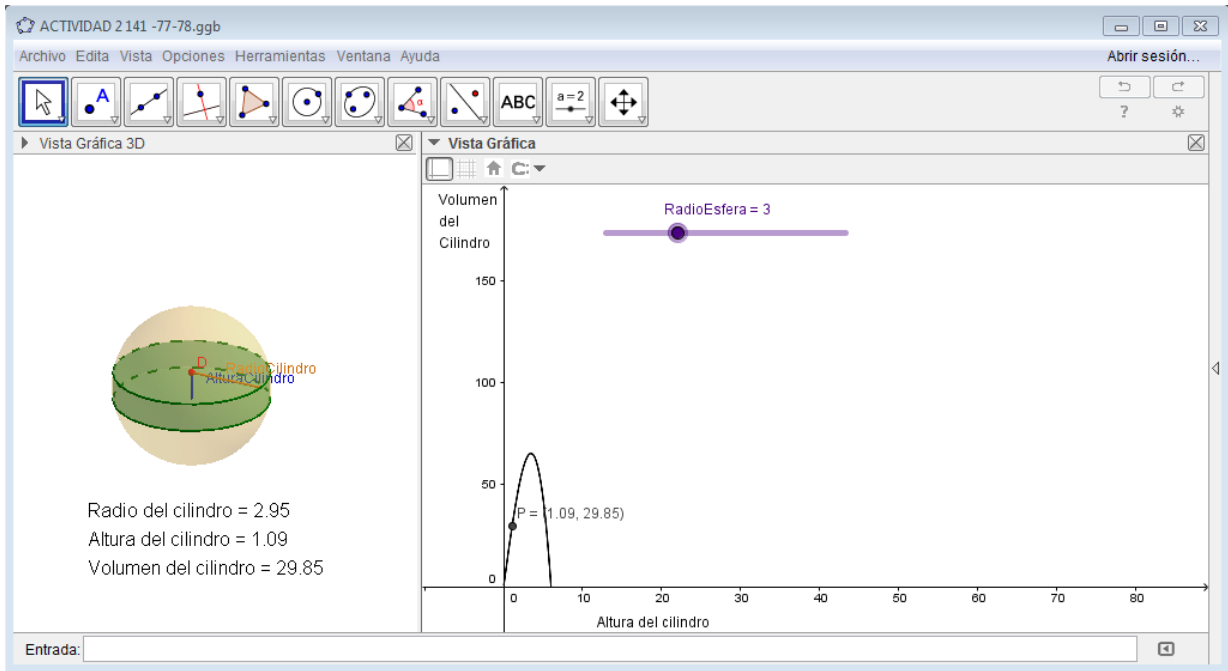 ACTIVIDAD 2 141 -77-78.ggb
Archivo Edita Vista Opciones Herramientas Ventana Ayuda
Abrir sesión...
A
α
ABC
a=2
?
Vista Gráfica 3D
D
RadioCilindro
AlturaCilindro
Radio del cilindro = 2.95
Altura del cilindro = 1.09
Volumen del cilindro = 29.85
Vista Gráfica
Volumen
del
Cilindro
RadioEsfera = 3
150
100
50
0
P = (1.09, 29.85)
0 10 20 30 40 50 60 70 80
Altura del cilindro
Entrada: